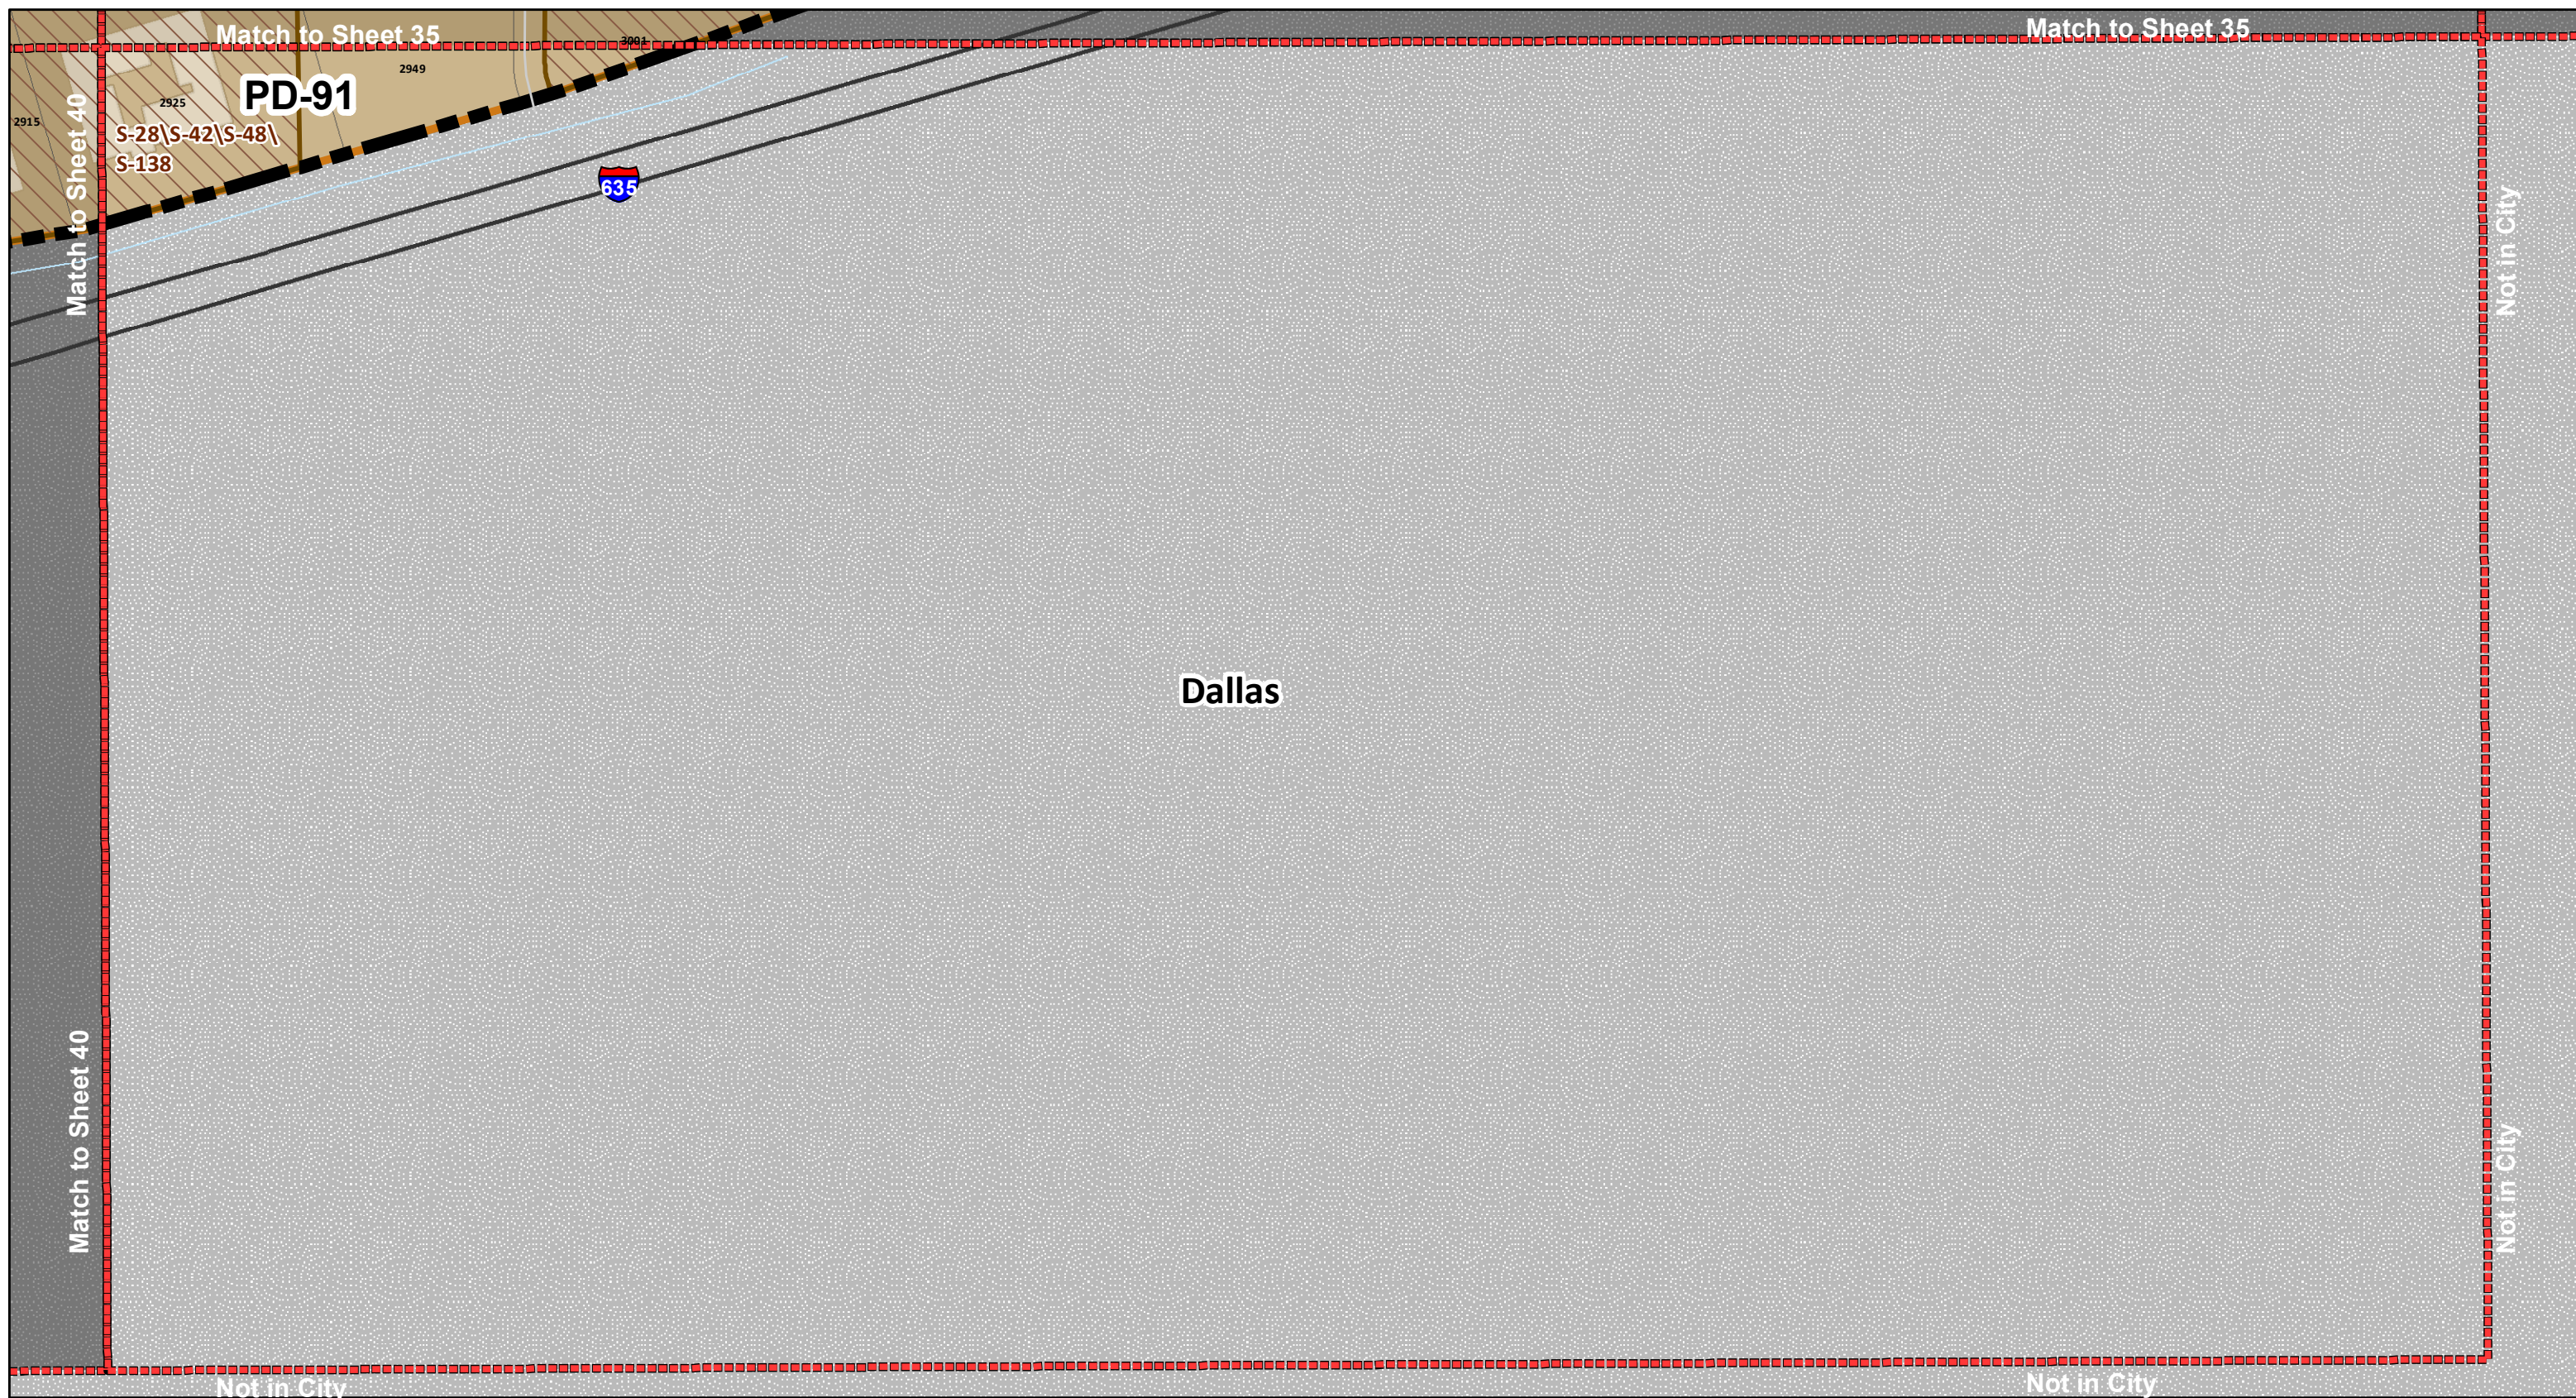 Match to Sheet 35
Match to Sheet 35
3001
2949
2925
PD-91
2915
S-28\S-42\S-48\
S-138
Match to Sheet 40
635
Not in City
Dallas
Match to Sheet 40
Not in City
Not in City
Not in City